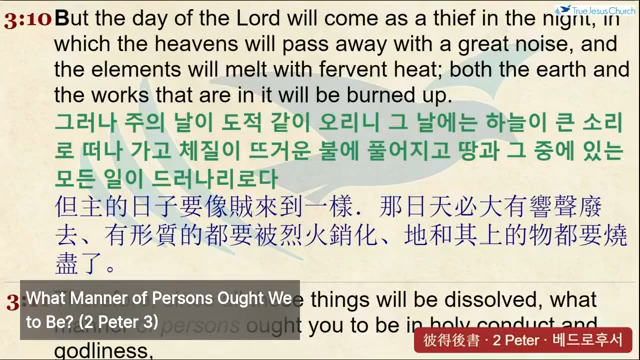 True Jesus Church
3:10 But the day of the Lord will come as a thief in the night, in
which the heavens will pass away with a great noise, and
the elements will melt with fervent heat; both the earth and
the works that are in it will be burned up.
그러나 주의 날이 도적 같이 오리니 그 날에는 하늘이 큰 소리
로 떠나 가고 체질이 뜨거운 불에 풀어지고 땅과 그 중에 있는
모든 일이 드러나리로다
但主的日子要像賊來到一樣．那日天必大有響聲廢
去、有形質的都要被烈火銷化、地和其上的物都要燒
盡了。
things will be dissolved, what
persons ought you to be in holy conduct and
godliness,
What Manner of Persons Ought We
to Be? (2 Peter 3)
彼得後書 · 2 Peter · 베드로후서